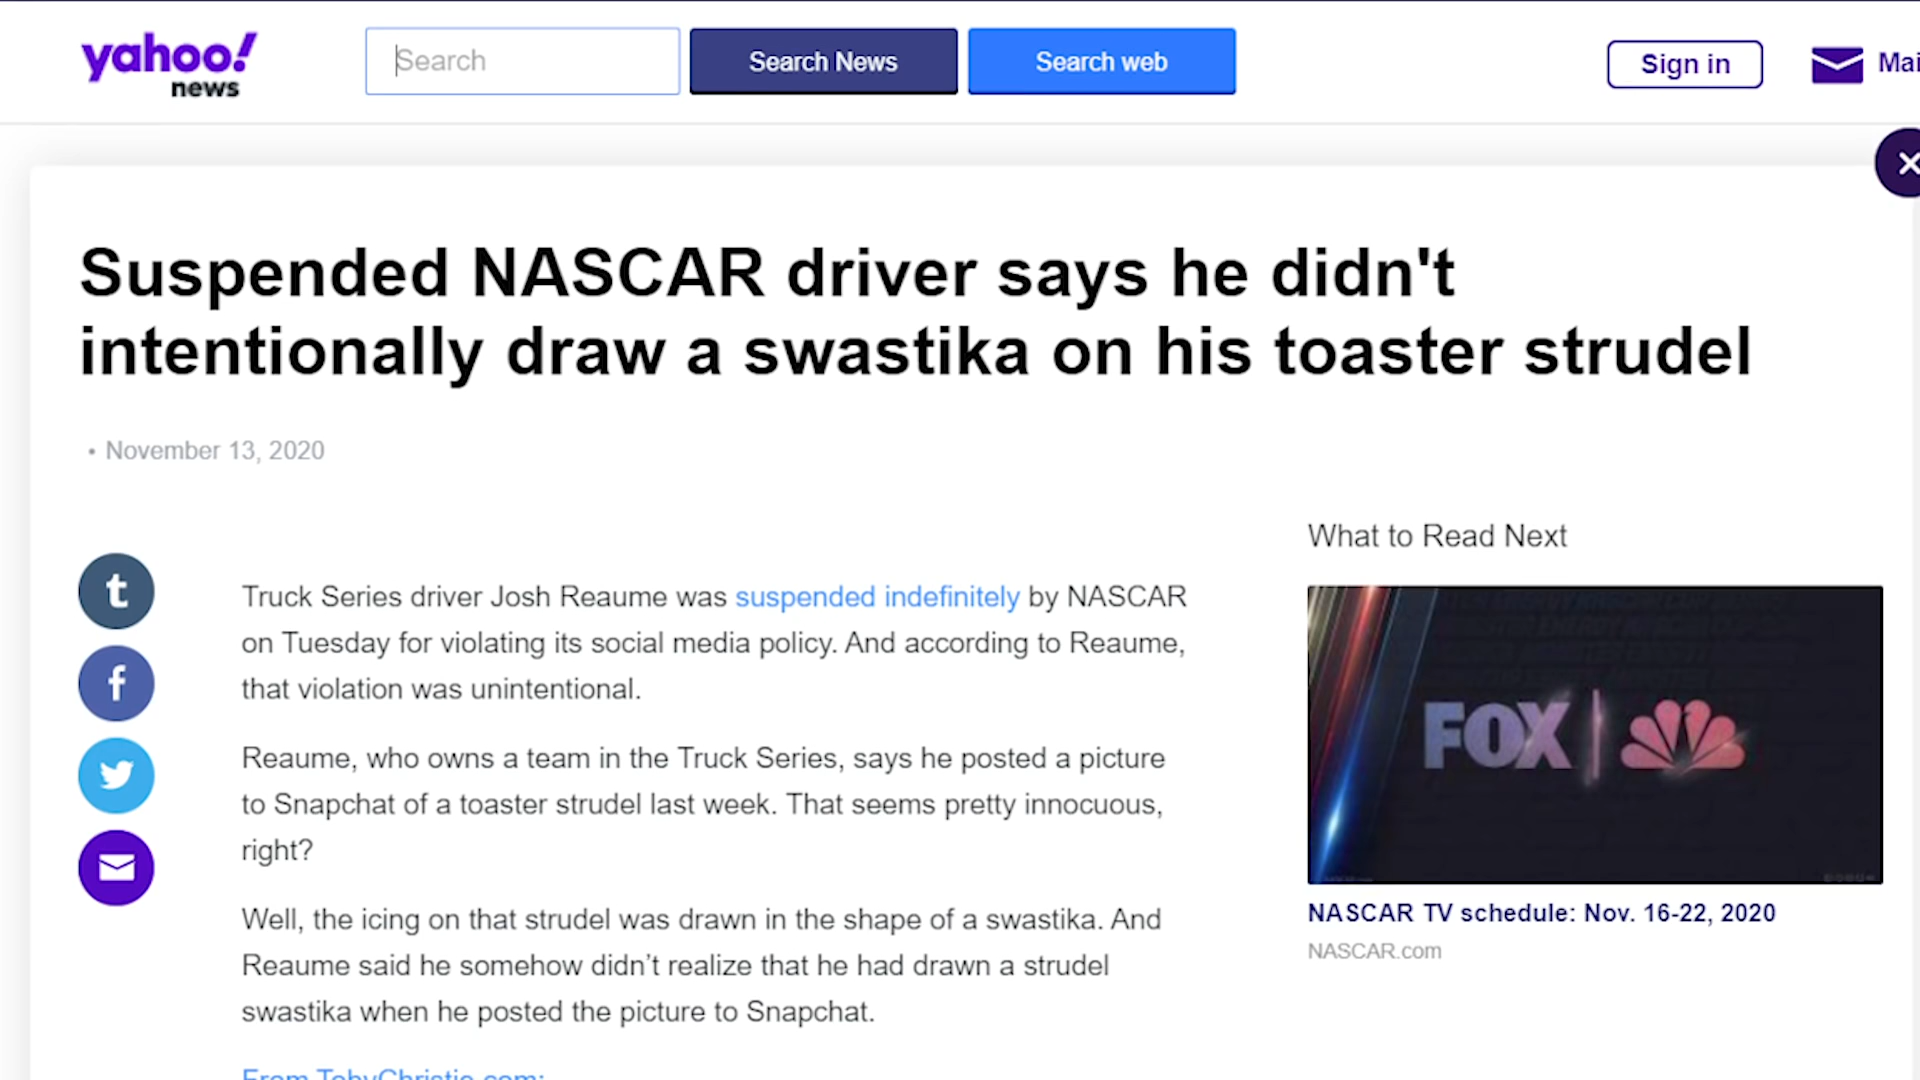 yahoo!
news
Search
Search News
Search web
Sign in
Mai
Suspended NASCAR driver says he didn't
intentionally draw a swastika on his toaster strudel
• November 13, 2020
What to Read Next
Truck Series driver Josh Reaume was suspended indefinitely by NASCAR
on Tuesday for violating its social media policy. And according to Reaume,
that violation was unintentional.
Reaume, who owns a team in the Truck Series, says he posted a picture
to Snapchat of a toaster strudel last week. That seems pretty innocuous,
right?
FOX
NASCAR TV schedule: Nov. 16-22, 2020
NASCAR.com
Well, the icing on that strudel was drawn in the shape of a swastika. And
Reaume said he somehow didn’t realize that he had drawn a strudel
swastika when he posted the picture to Snapchat.
From TobyChristie.com: